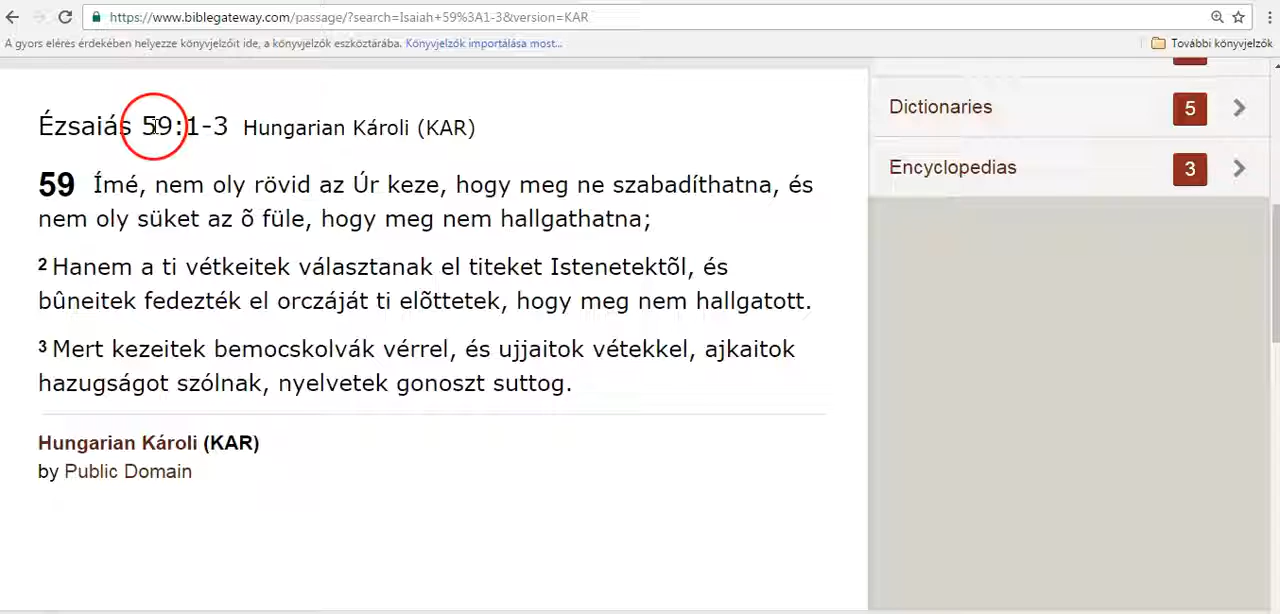 https://www.biblegateway.com/passage/?search=Isaiah+59%3A1-3&version=KAR
A gyors elérés érdekében helyezze könyvjelzőit ide, a könyvjelzők eszköztárába. Könyvjelzők importálása most...
További könyvjelzők
Ézsaiás 59:1-3 Hungarian Károli (KAR)
59 Ímé, nem oly rövid az Úr keze, hogy meg ne szabadíthatna, és
nem oly süket az õ füle, hogy meg nem hallgathatna;
2 Hanem a ti vétkeitek választanak el titeket Istenetektõl, és
bûneitek fedezték el orczáját ti elõttetek, hogy meg nem hallgatott.
3 Mert kezeitek bemocskolvák vérrel, és ujjaitok vétekkel, ajkaitok
hazugságot szólnak, nyelvetek gonoszt suttog.
Hungarian Károli (KAR)
by Public Domain
Dictionaries 5
Encyclopedias 3